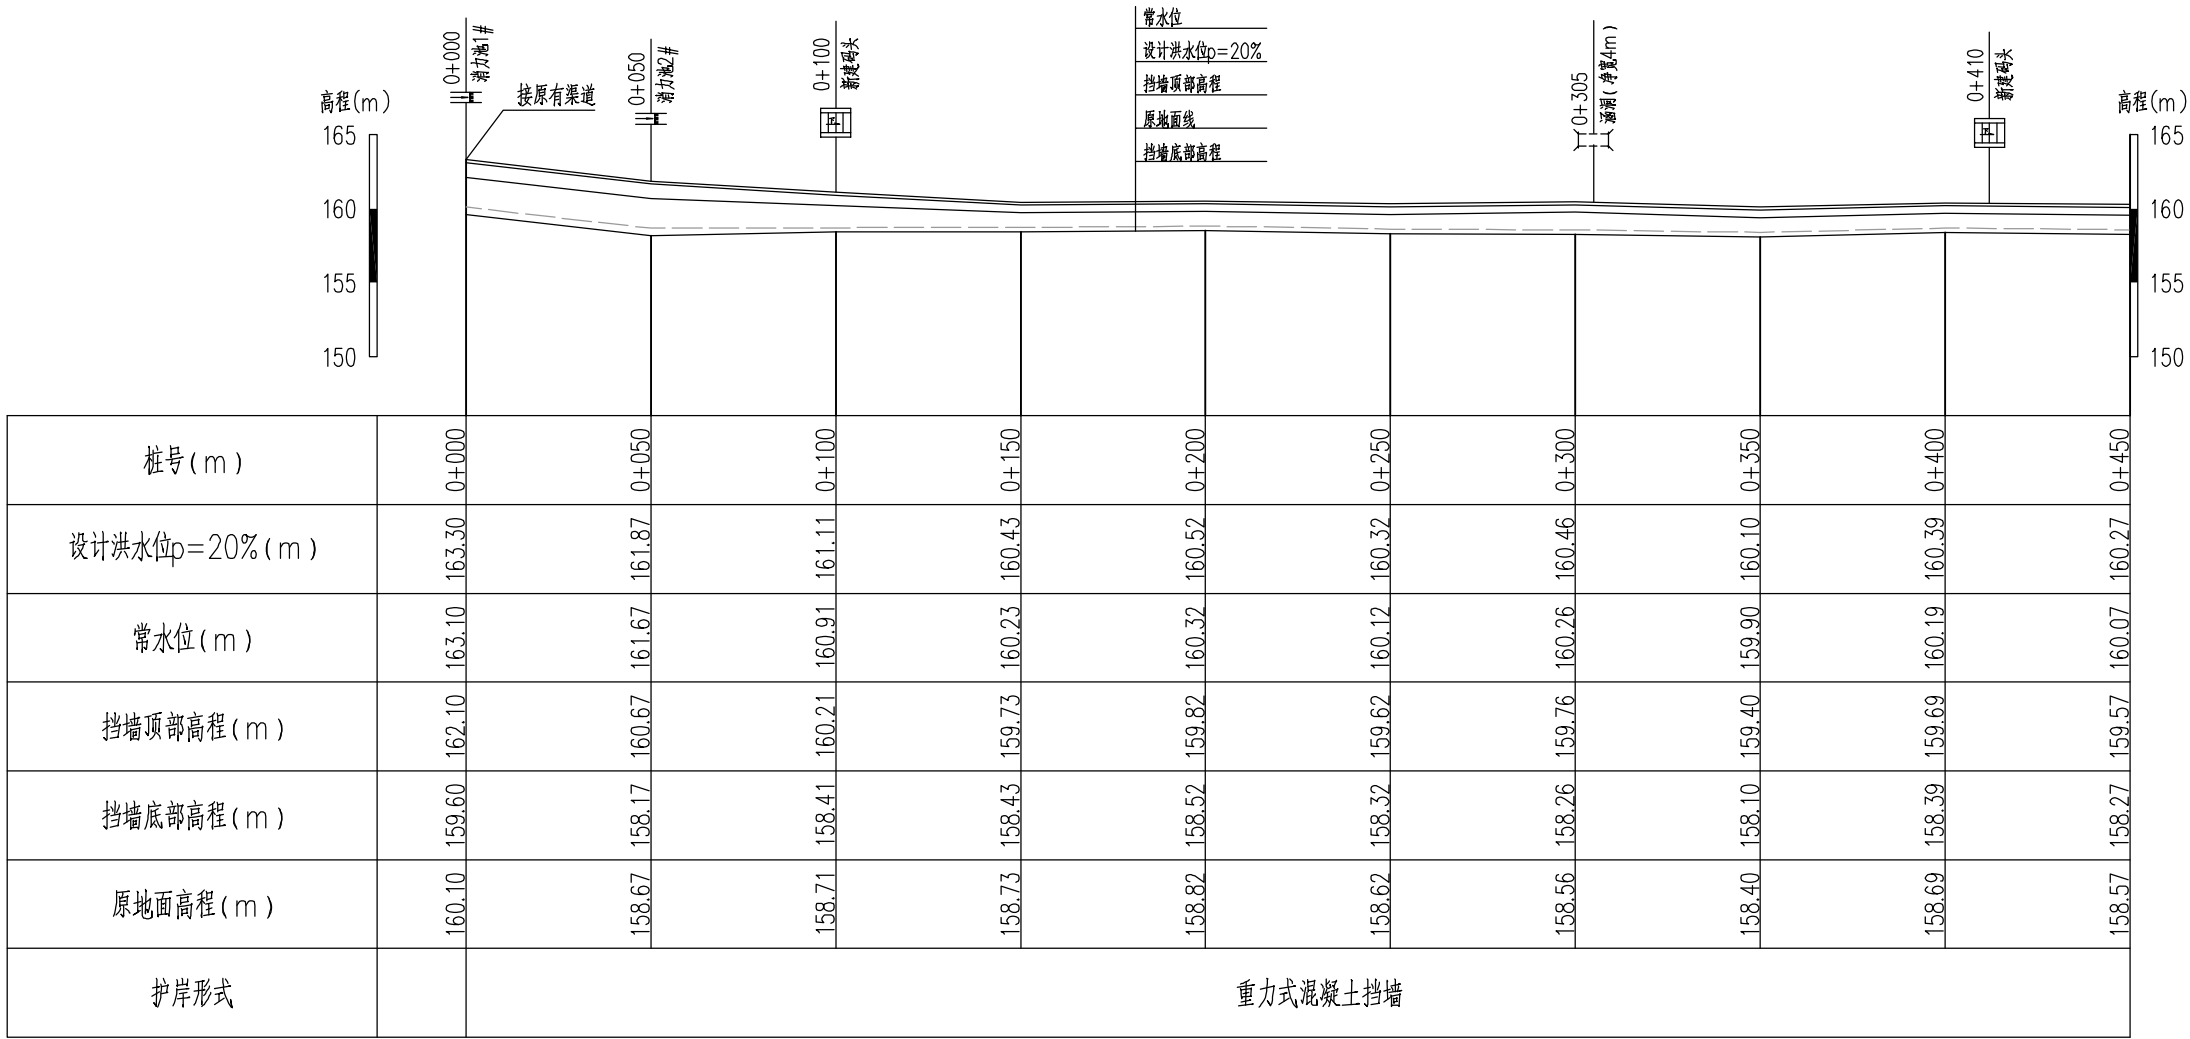 0+000
消力池1#
0+050
消力池2#
0+100
新建码头
常水位
设计洪水位p=20%
挡墙顶部高程
原地面线
挡墙底部高程
0+305
涵洞(净宽4m)
0+410
新建码头
接原有渠道
高程(m)
165
160
155
150
高程(m)
165
160
155
150
桩号(m) 0+000 0+050 0+100 0+150 0+200 0+250 0+300 0+350 0+400 0+450
设计洪水位p=20%(m) 163.30 161.87 161.11 160.43 160.52 160.32 160.46 160.10 160.39 160.27
常水位(m) 163.10 161.67 160.91 160.23 160.32 160.12 160.26 159.90 160.19 160.07
挡墙顶部高程(m) 162.10 160.67 160.21 159.73 159.82 159.62 159.76 159.40 159.69 159.57
挡墙底部高程(m) 159.60 158.17 158.41 158.43 158.52 158.32 158.26 158.10 158.39 158.27
原地面高程(m) 160.10 158.67 158.71 158.73 158.82 158.62 158.56 158.40 158.69 158.57
护岸形式 重力式混凝土挡墙